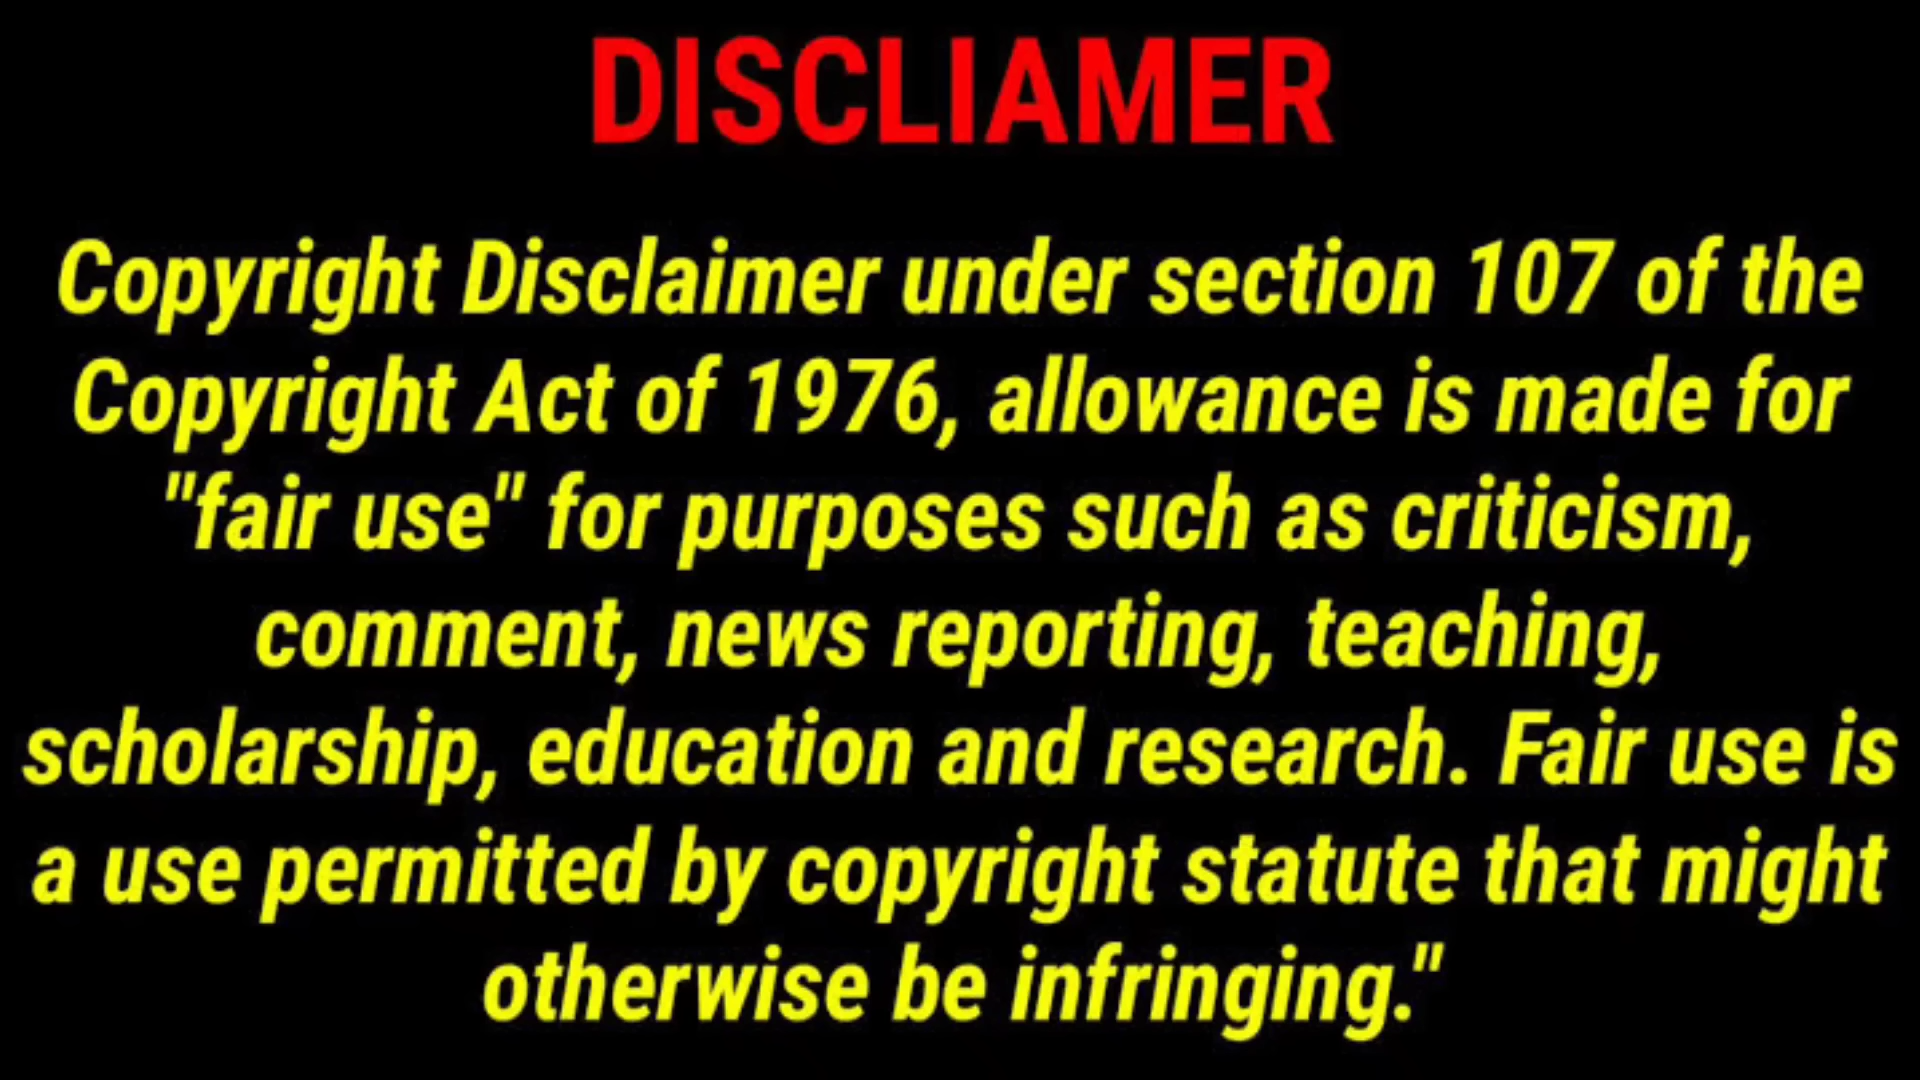 DISCLIAMER
Copyright Disclaimer under section 107 of the
Copyright Act of 1976, allowance is made for
"fair use" for purposes such as criticism,
comment, news reporting, teaching,
scholarship, education and research. Fair use is
a use permitted by copyright statute that might
otherwise be infringing."